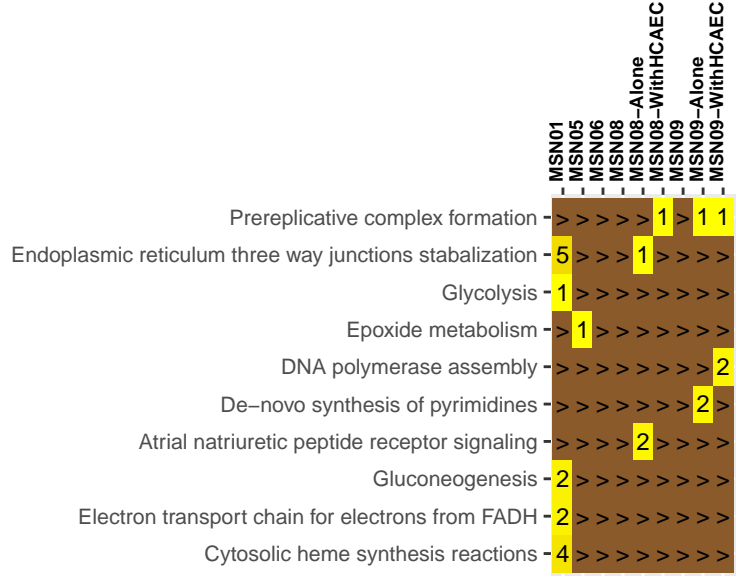 MSN01
MSN05
MSN06
MSN08
MSN08−Alone
MSN08−WithHCAEC
MSN09
MSN09−Alone
MSN09−WithHCAEC
Prereplicative complex formation > > > > > 1 > 1 1
Endoplasmic reticulum three way junctions stabalization 5 > > > 1 > > > >
Glycolysis 1 > > > > > > > >
Epoxide metabolism > 1 > > > > > > >
DNA polymerase assembly > > > > > > > > 2
De−novo synthesis of pyrimidines > > > > > > > 2 >
Atrial natriuretic peptide receptor signaling > > > > 2 > > > >
Gluconeogenesis 2 > > > > > > > >
Electron transport chain for electrons from FADH 2 > > > > > > > >
Cytosolic heme synthesis reactions 4 > > > > > > > >